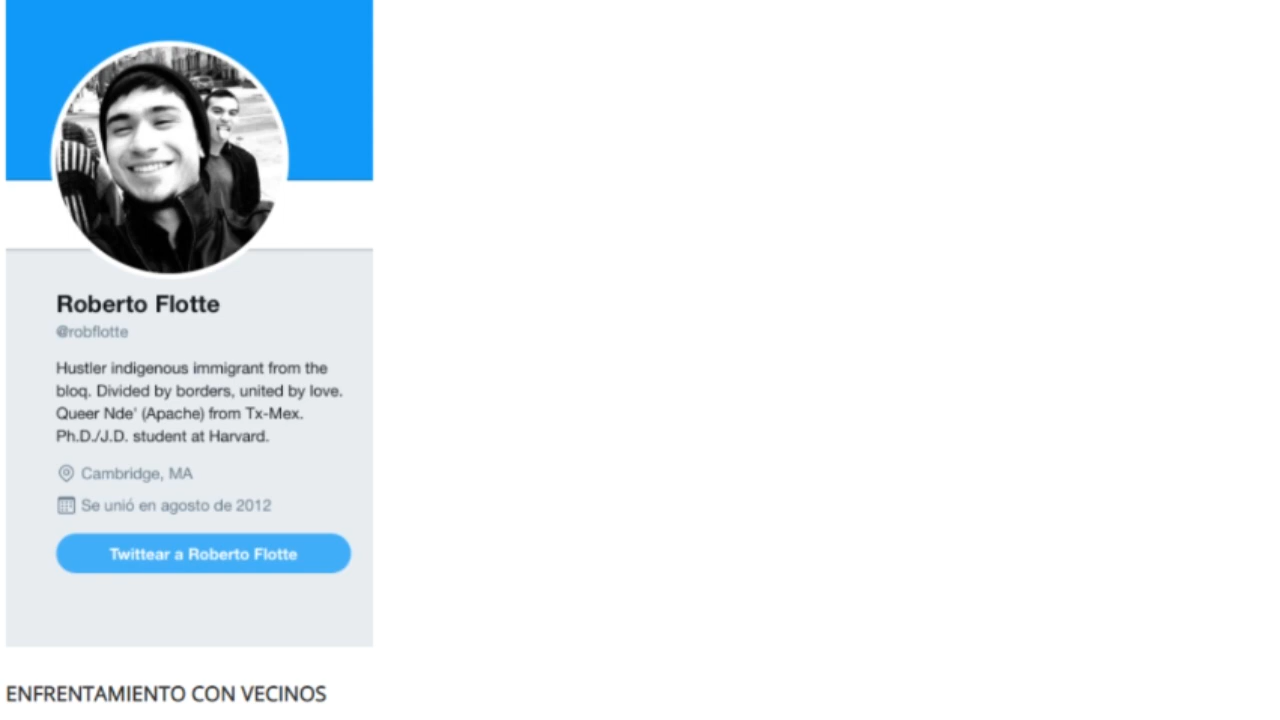 Roberto Flotte
@robflotte
Hustler indigenous immigrant from the
bloq. Divided by borders, united by love.
Queer Nde' (Apache) from Tx-Mex.
Ph.D./J.D. student at Harvard.
Cambridge, MA
Se unió en agosto de 2012
Twittear a Roberto Flotte
ENFRENTAMIENTO CON VECINOS